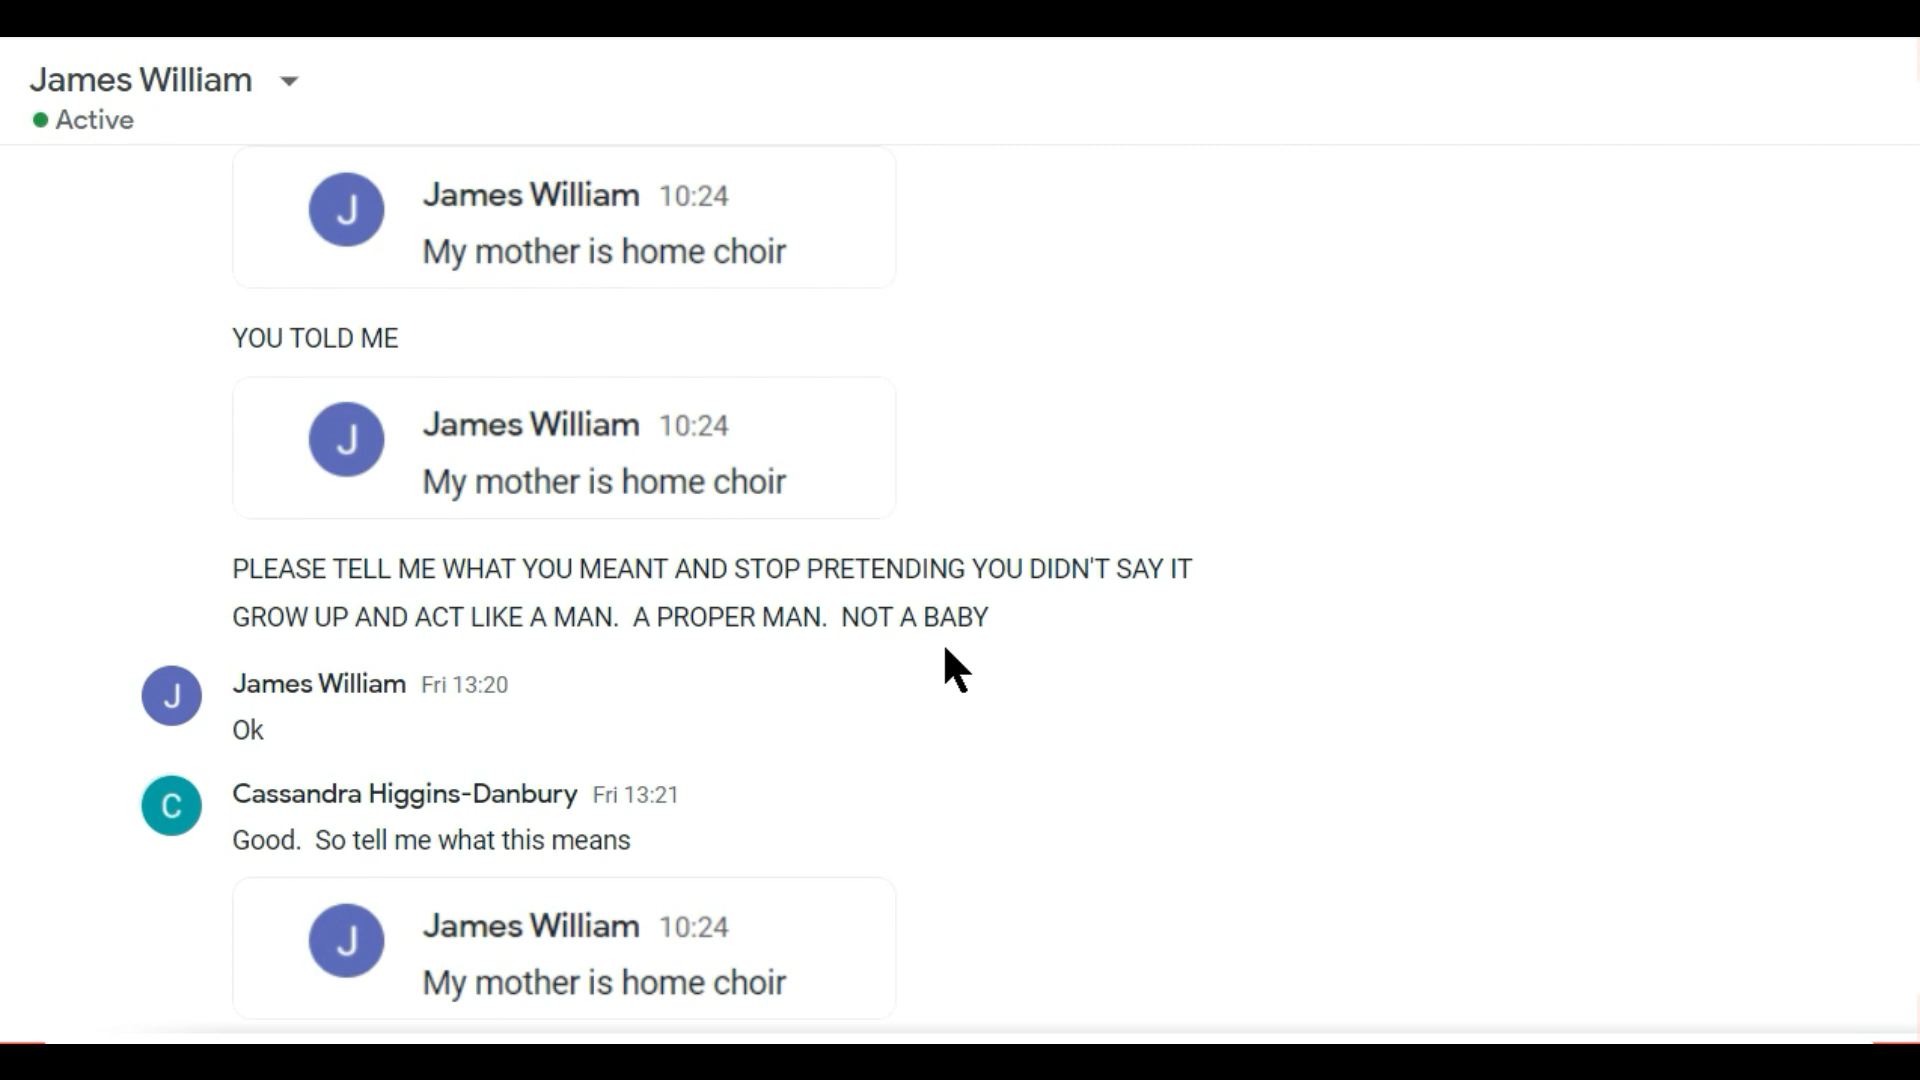 James William
Active
James William 10:24
My mother is home choir
YOU TOLD ME
James William 10:24
My mother is home choir
PLEASE TELL ME WHAT YOU MEANT AND STOP PRETENDING YOU DIDN'T SAY IT
GROW UP AND ACT LIKE A MAN.  A PROPER MAN.  NOT A BABY
James William Fri 13:20
Ok
Cassandra Higgins-Danbury Fri 13:21
Good.  So tell me what this means
James William 10:24
My mother is home choir